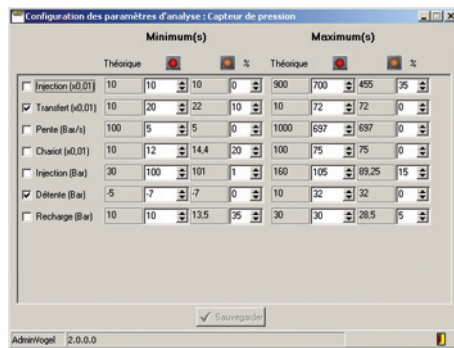 Configuration des paramètres d'analyse : Capteur de pression
Minimum(s) Maximum(s)
Théorique % Théorique %
Injection (x0,01) 10 10 10 0 900 700 455 35
Transfert (x0,01) 10 20 22 10 10 72 72 0
Pente (Bar/s) 100 5 5 0 1000 697 697 0
Chariot (x0,01) 10 12 14,4 20 100 75 75 0
Injection (Bar) 30 100 101 1 160 105 89,25 15
Détente (Bar) -5 -7 -7 0 10 32 32 0
Recharge (Bar) 10 10 13,5 35 30 30 28,5 5
Sauvegarder
AdminVogel 2.0.0.0